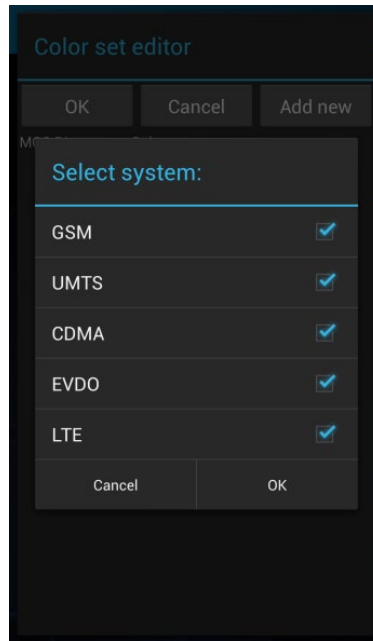 Color set editor
OK Cancel Add new
Select system:
GSM
UMTS
CDMA
EVDO
LTE
Cancel OK